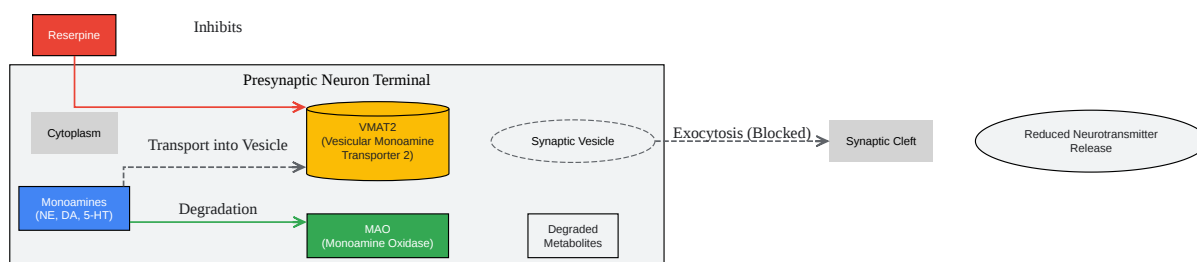 Reserpine
Inhibits
Presynaptic Neuron Terminal
Cytoplasm
VMAT2
(Vesicular Monoamine
Transporter 2)
Transport into Vesicle
Synaptic Vesicle
Exocytosis (Blocked)
Synaptic Cleft
Reduced Neurotransmitter
Release
Monoamines
(NE, DA, 5-HT)
Degradation
MAO
(Monoamine Oxidase)
Degraded
Metabolites